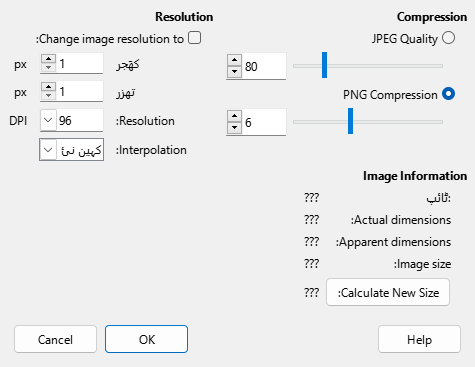 Compression
JPEG Quality
80
PNG Compression
6
Resolution
Change image resolution to:
کھَجر
1
px
تھزر
1
px
Resolution:
96
DPI
Interpolation:
کہین نئ
Image Information
ٹائپ:
???
Actual dimensions:
???
Apparent dimensions:
???
Image size:
???
Calculate New Size:
???
Help
OK
Cancel